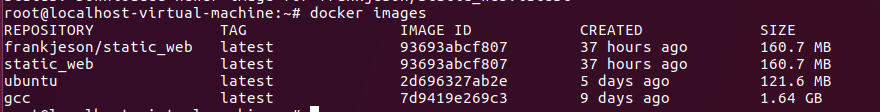 root@localhost-virtual-machine:~# docker images
REPOSITORY TAG IMAGE ID CREATED SIZE
frankjeson/static_web latest 93693abcf807 37 hours ago 160.7 MB
static_web latest 93693abcf807 37 hours ago 160.7 MB
ubuntu latest 2d696327ab2e 5 days ago 121.6 MB
gcc latest 7d9419e269c3 9 days ago 1.64 GB